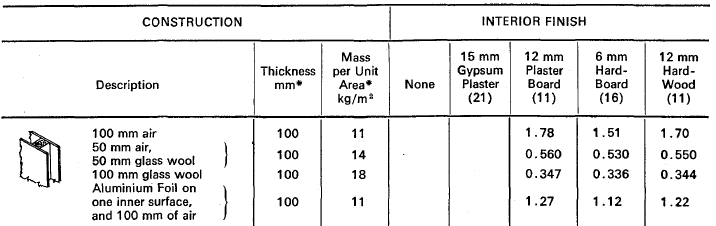 CONSTRUCTION INTERIOR FINISH
Description Thickness mm* Mass per Unit Area* kg/m² None 15 mm Gypsum Plaster (21) 12 mm Plaster Board (11) 6 mm Hard-Board (16) 12 mm Hard-Wood (11)
100 mm air 100 11 1.78 1.51 1.70
50 mm air,
50 mm glass wool 100 14 0.560 0.530 0.550
100 mm glass wool 100 18 0.347 0.336 0.344
Aluminium Foil on
one inner surface, 100 11 1.27 1.12 1.22
and 100 mm of air